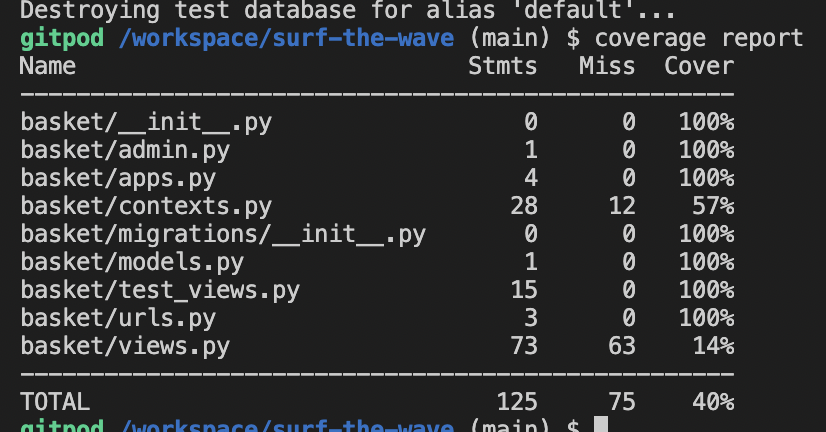 Destroying test database for alias 'default'...
gitpod /workspace/surf-the-wave (main) $ coverage report
Name Stmts Miss Cover
----------------------------------------------------
basket/__init__.py 0 0 100%
basket/admin.py 1 0 100%
basket/apps.py 4 0 100%
basket/contexts.py 28 12 57%
basket/migrations/__init__.py 0 0 100%
basket/models.py 1 0 100%
basket/test_views.py 15 0 100%
basket/urls.py 3 0 100%
basket/views.py 73 63 14%
----------------------------------------------------
TOTAL 125 75 40%
gitpod /workspace/surf-the-wave (main) $